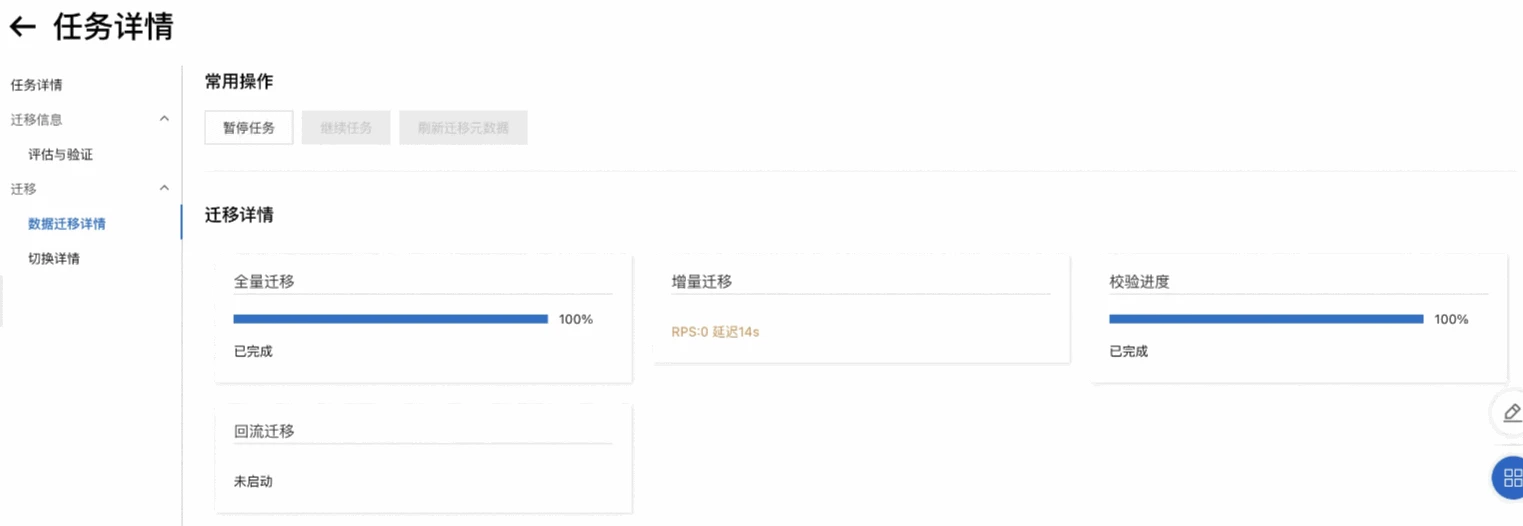 任务详情
任务详情
迁移信息
评估与验证
迁移
数据迁移详情
切换详情
常用操作
暂停任务 继续任务 刷新迁移元数据
迁移详情
全量迁移
100%
已完成
增量迁移
RPS:0 延迟14s
校验进度
100%
已完成
回流迁移
未启动